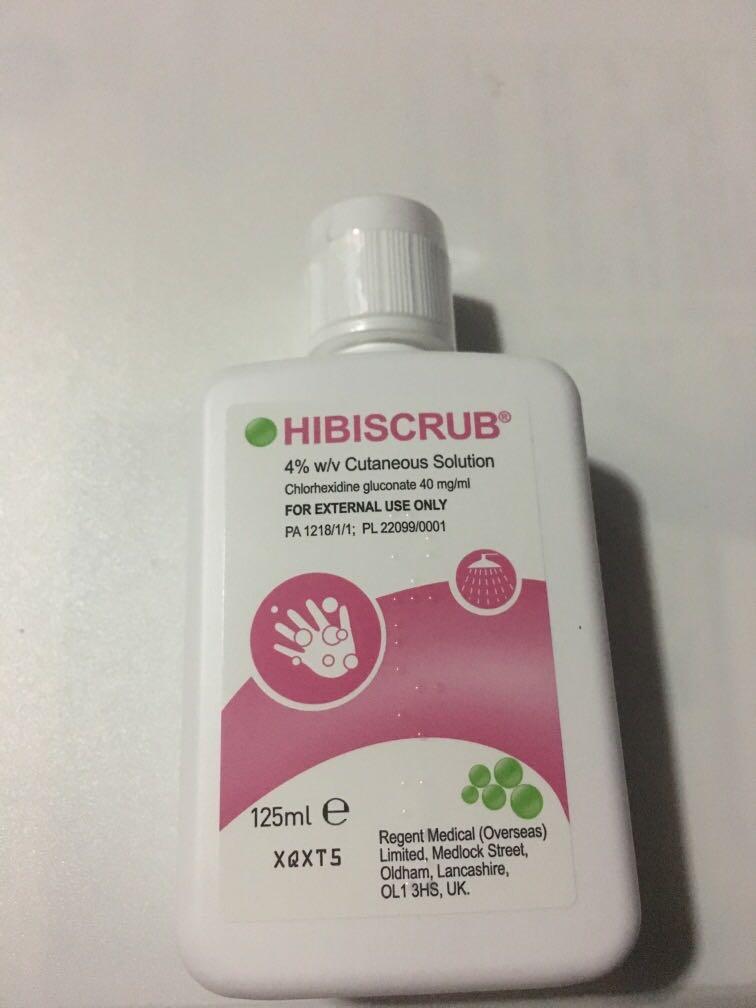 HIBISCRUB®
4% w/v Cutaneous Solution
Chlorhexidine gluconate 40 mg/ml
FOR EXTERNAL USE ONLY
PA 1218/1/1; PL 22099/0001
125ml ℮
XQXT5
Regent Medical (Overseas)
Limited, Medlock Street,
Oldham, Lancashire,
OL1 3HS, UK.